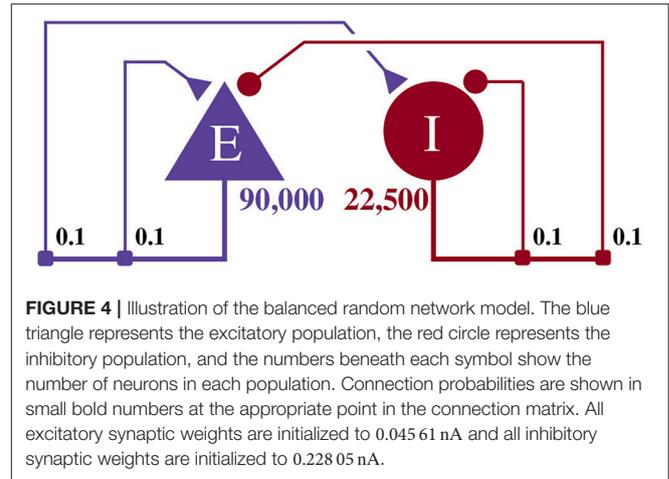 E
I
90,000 22,500
0.1 0.1 0.1 0.1
FIGURE 4 | Illustration of the balanced random network model. The blue
triangle represents the excitatory population, the red circle represents the
inhibitory population, and the numbers beneath each symbol show the
number of neurons in each population. Connection probabilities are shown in
small bold numbers at the appropriate point in the connection matrix. All
excitatory synaptic weights are initialized to 0.045 61 nA and all inhibitory
synaptic weights are initialized to 0.228 05 nA.